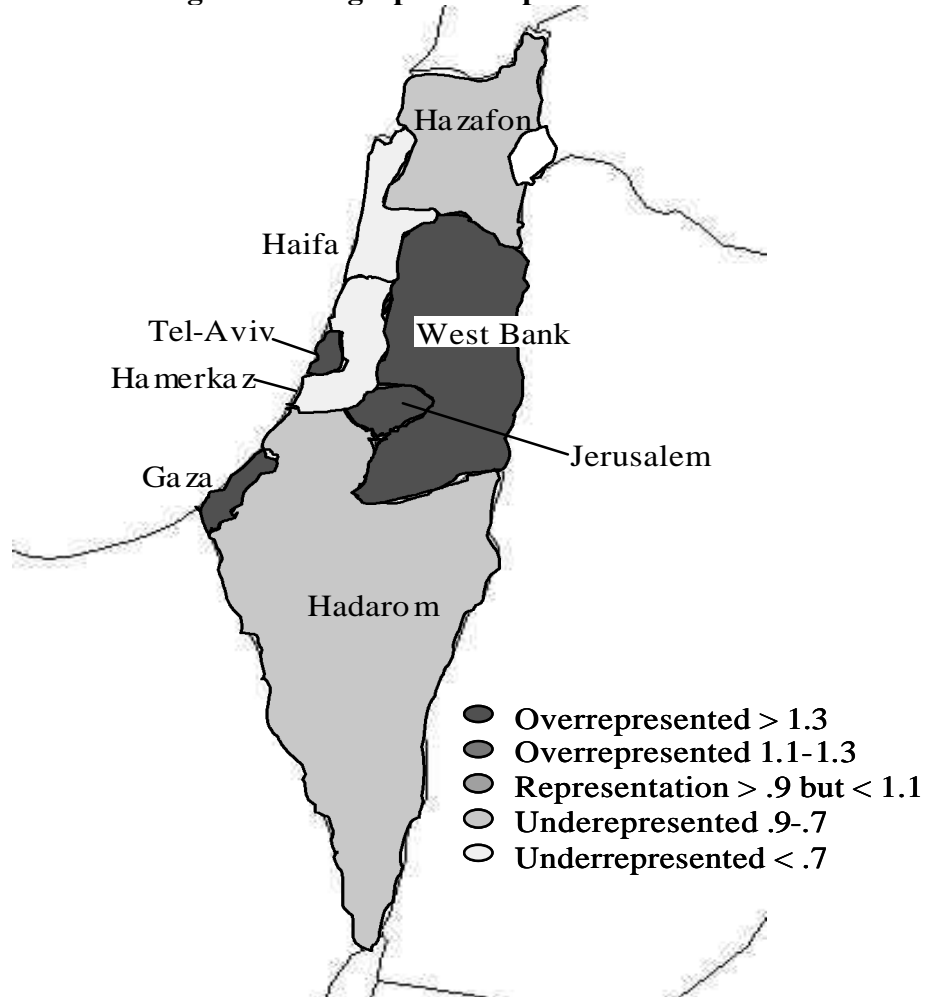 Hazafon
Haifa
Tel-Aviv
West Bank
Hamerkaz
Jerusalem
Gaza
Hadarom
Overrepresented > 1.3
Overrepresented 1.1-1.3
Representation > .9 but < 1.1
Underepresented .9-.7
Underrepresented < .7